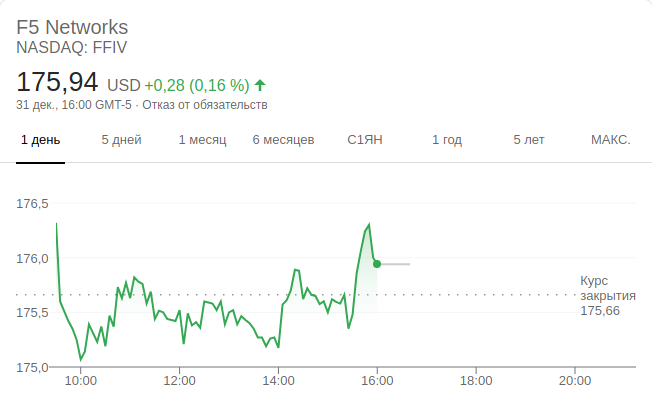 F5 Networks
NASDAQ: FFIV
175,94 USD +0,28 (0,16 %)
31 дек., 16:00 GMT-5 · Отказ от обязательств
1 день 5 дней 1 месяц 6 месяцев С1ЯН 1 год 5 лет МАКС.
176,5
176,0
175,5
175,0
Курс
закрытия
175,66
10:00 12:00 14:00 16:00 18:00 20:00